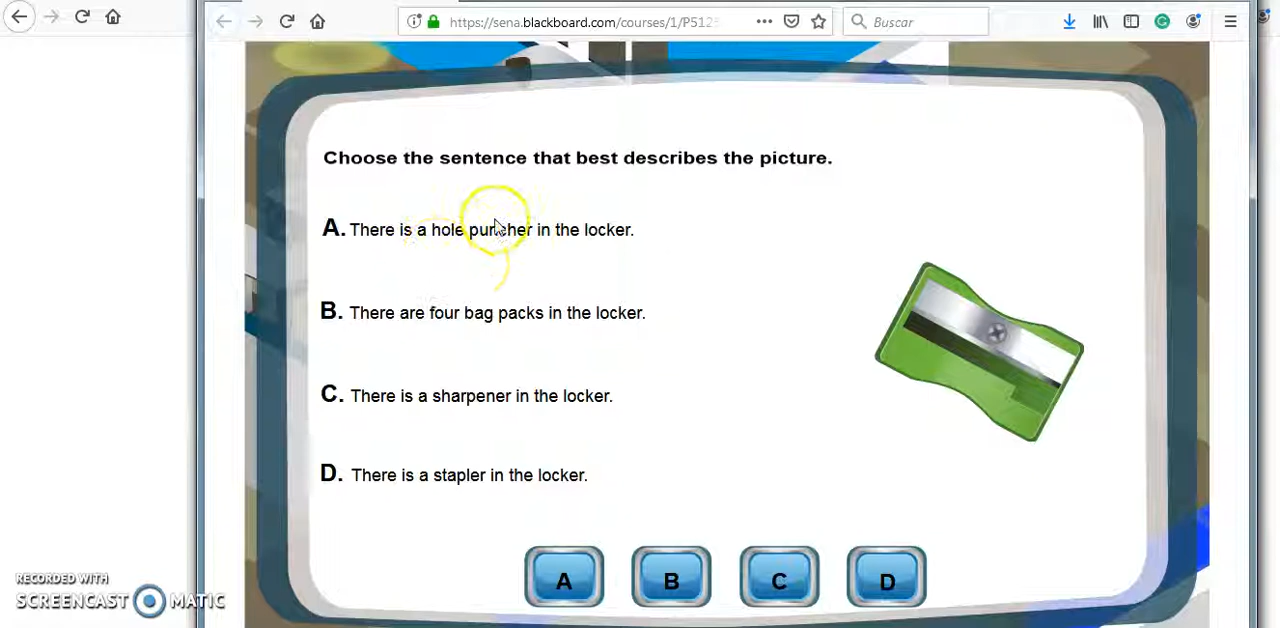 https://sena.blackboard.com/courses/1/P512
Buscar
Choose the sentence that best describes the picture.
A. There is a hole puncher in the locker.
B. There are four bag packs in the locker.
C. There is a sharpener in the locker.
D. There is a stapler in the locker.
A B C D
RECORDED WITH
SCREENCAST MATIC